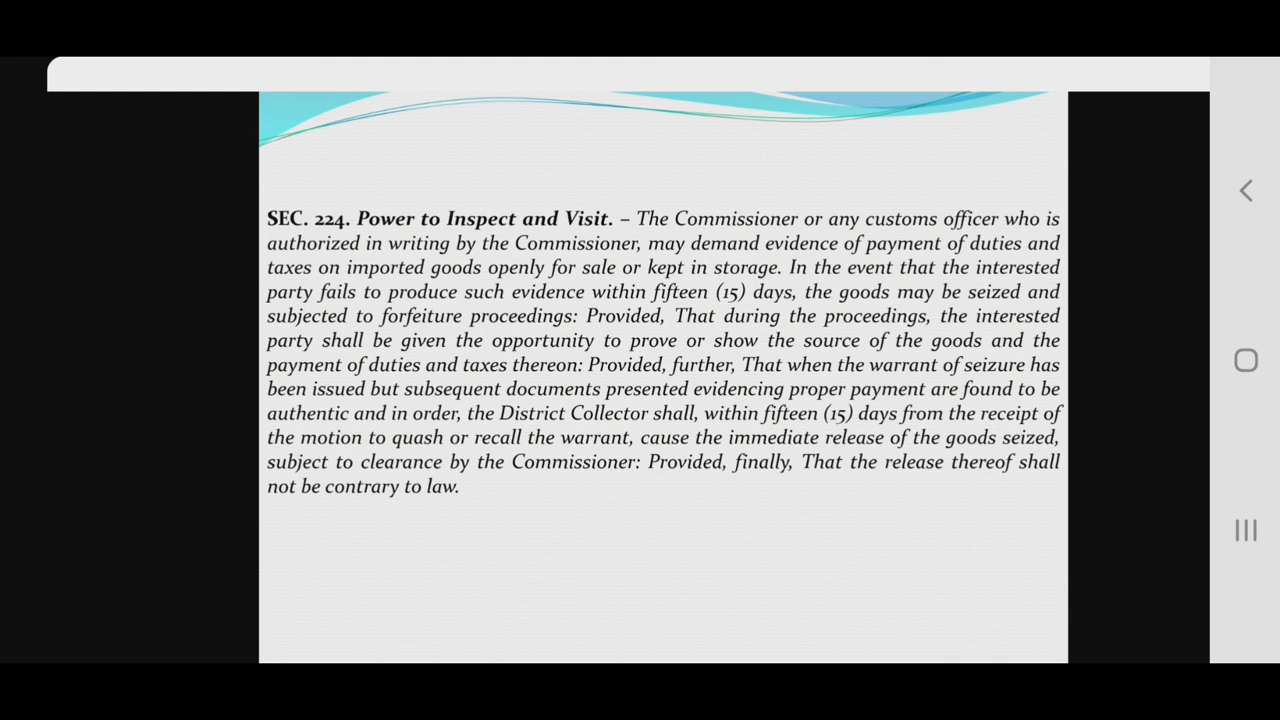 SEC. 224. Power to Inspect and Visit. – The Commissioner or any customs officer who is
authorized in writing by the Commissioner, may demand evidence of payment of duties and
taxes on imported goods openly for sale or kept in storage. In the event that the interested
party fails to produce such evidence within fifteen (15) days, the goods may be seized and
subjected to forfeiture proceedings: Provided, That during the proceedings, the interested
party shall be given the opportunity to prove or show the source of the goods and the
payment of duties and taxes thereon: Provided, further, That when the warrant of seizure has
been issued but subsequent documents presented evidencing proper payment are found to be
authentic and in order, the District Collector shall, within fifteen (15) days from the receipt of
the motion to quash or recall the warrant, cause the immediate release of the goods seized,
subject to clearance by the Commissioner: Provided, finally, That the release thereof shall
not be contrary to law.